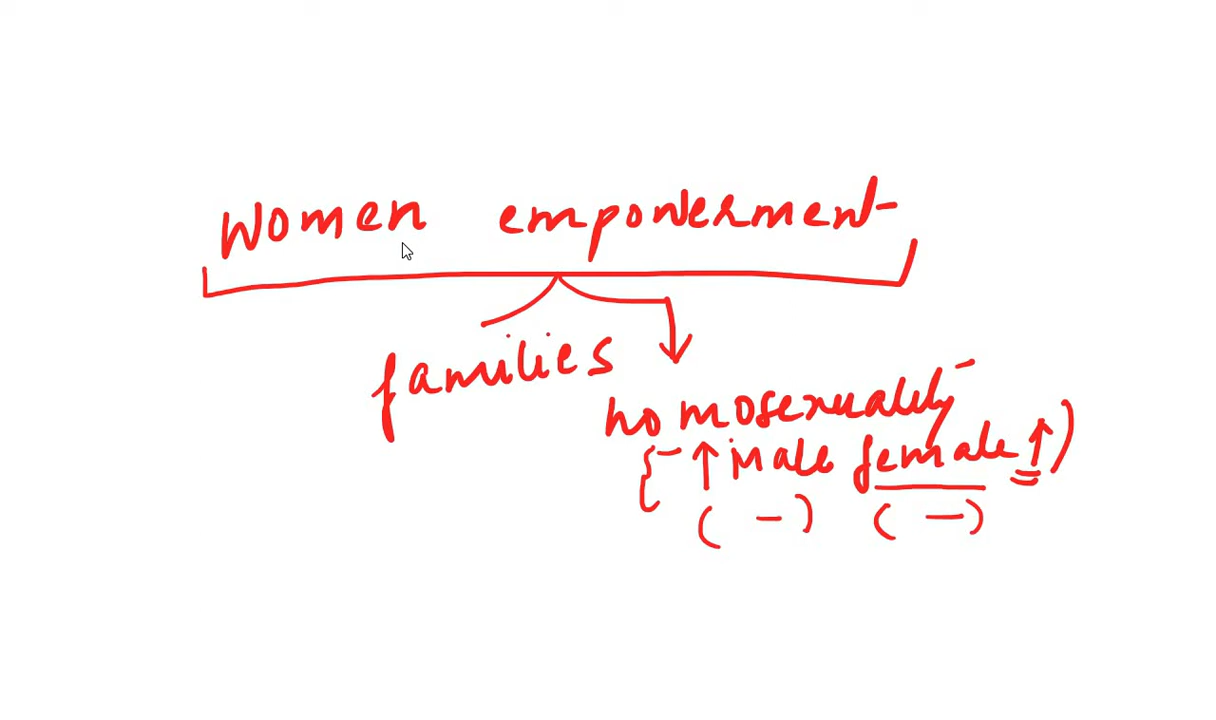 Women empowerment
families
homosexuality
{ - ↑ Male female ↑ )
( - ) ( - )